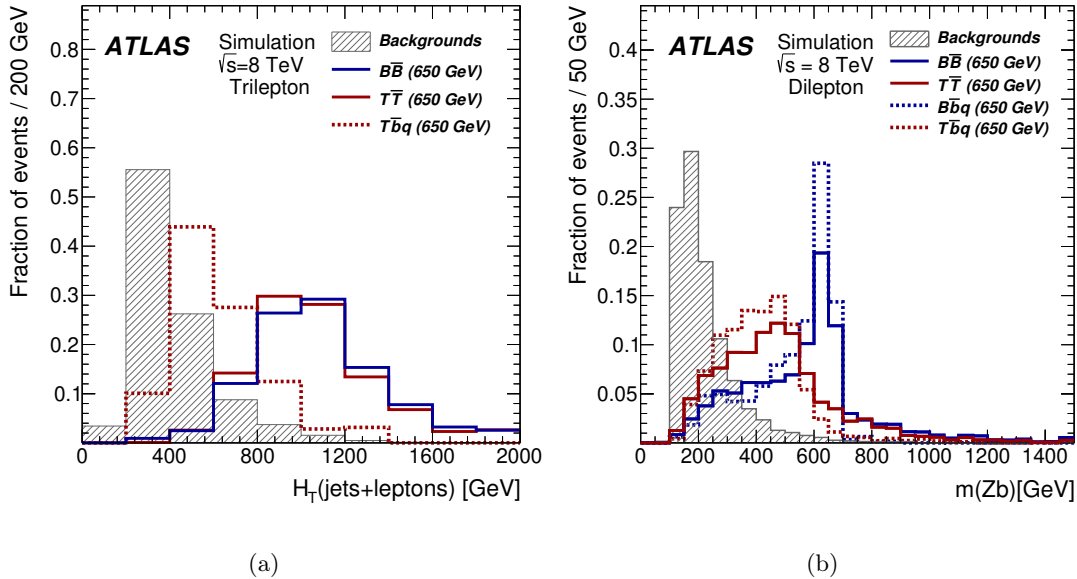 ATLAS
Simulation
√s=8 TeV
Trilepton
Backgrounds
BB̅ (650 GeV)
TT̅ (650 GeV)
Tb̅q (650 GeV)
Fraction of events / 200 GeV
0.8
0.7
0.6
0.5
0.4
0.3
0.2
0.1
0 200 400 600 800 1000 1200 1400 1600 1800 2000
H_T(jets+leptons) [GeV]
(a)
ATLAS
Simulation
√s = 8 TeV
Dilepton
Backgrounds
BB̅ (650 GeV)
TT̅ (650 GeV)
Bb̅q (650 GeV)
Tb̅q (650 GeV)
Fraction of events / 50 GeV
0.4
0.35
0.3
0.25
0.2
0.15
0.1
0.05
0 200 400 600 800 1000 1200 1400
m(Zb)[GeV]
(b)